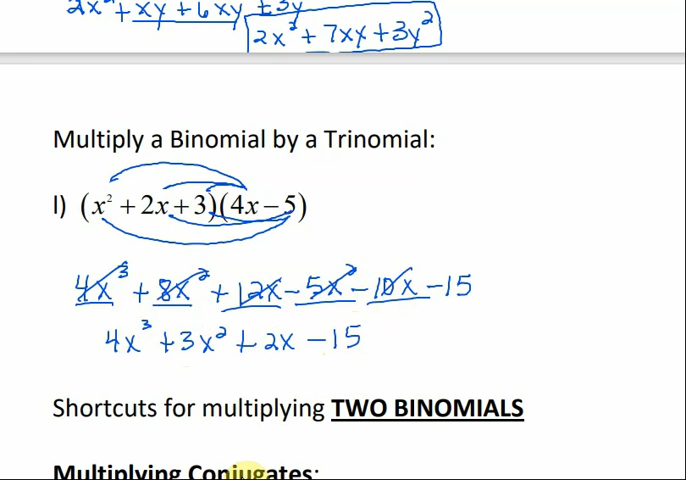 2x² + xy + 6xy + 3y
2x² + 7xy + 3y²
Multiply a Binomial by a Trinomial:
l) (x² + 2x + 3)(4x − 5)
4x³ + 8x² + 12x − 5x² − 10x − 15
4x³ + 3x² + 2x − 15
Shortcuts for multiplying TWO BINOMIALS
Multiplying Conjugates: